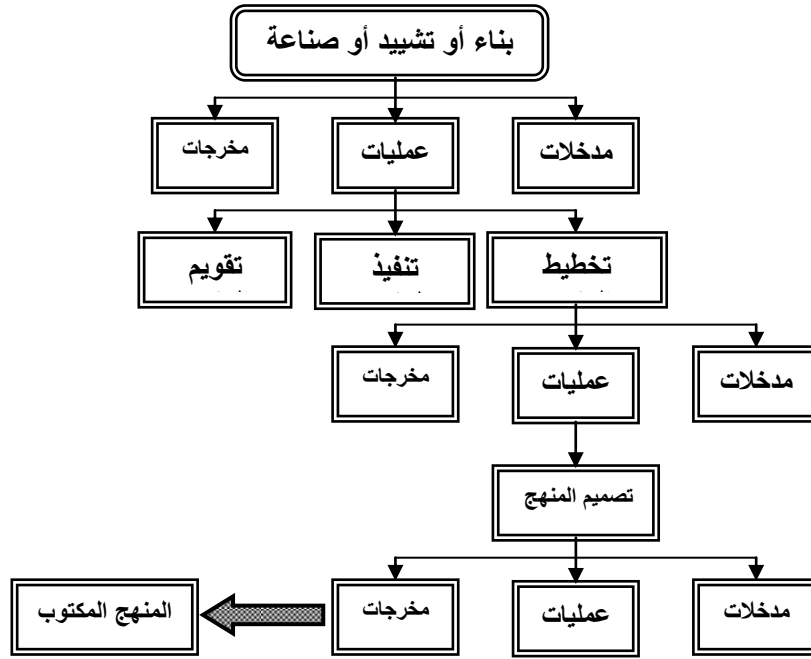 بناء أو تشييد أو صناعة
مدخلات
عمليات
مخرجات
تخطيط
تنفيذ
تقويم
مدخلات
عمليات
مخرجات
تصميم المنهج
مدخلات
عمليات
مخرجات
المنهج المكتوب